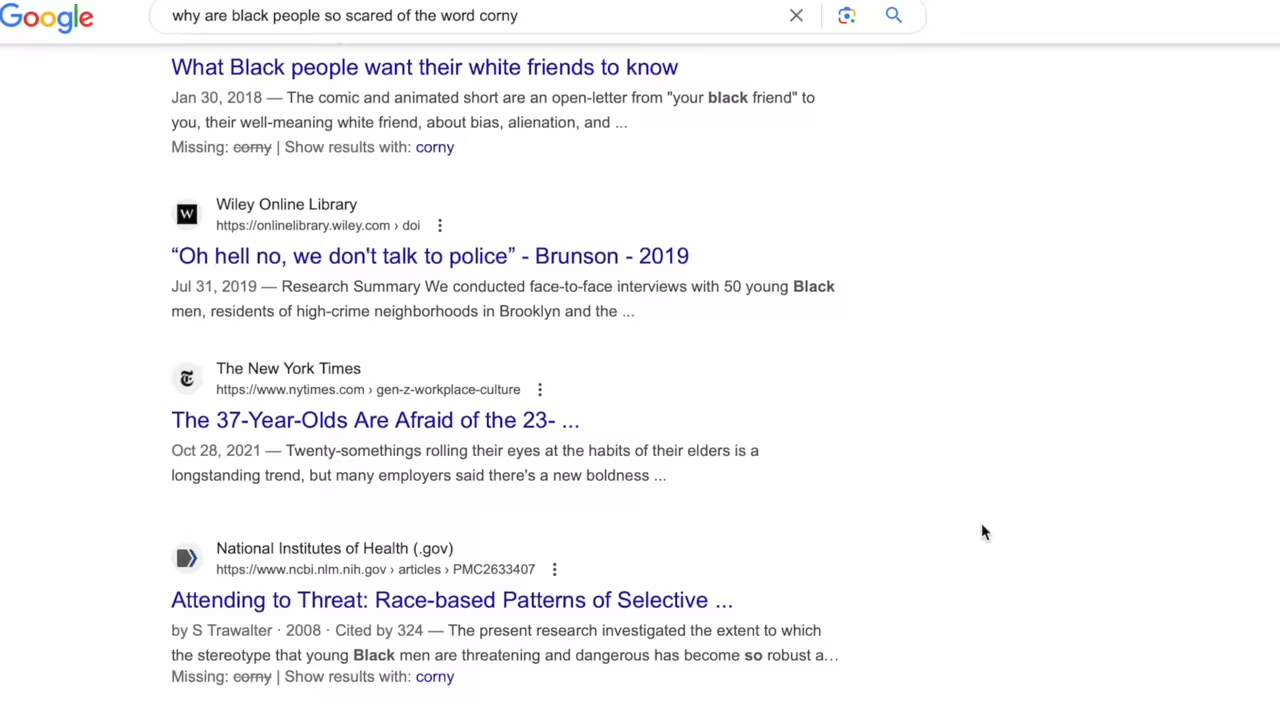 Google
why are black people so scared of the word corny
What Black people want their white friends to know
Jan 30, 2018 — The comic and animated short are an open-letter from "your black friend" to
you, their well-meaning white friend, about bias, alienation, and ...
Missing: corny | Show results with: corny
W
Wiley Online Library
https://onlinelibrary.wiley.com › doi
“Oh hell no, we don't talk to police” - Brunson - 2019
Jul 31, 2019 — Research Summary We conducted face-to-face interviews with 50 young Black
men, residents of high-crime neighborhoods in Brooklyn and the ...
T
The New York Times
https://www.nytimes.com › gen-z-workplace-culture
The 37-Year-Olds Are Afraid of the 23- ...
Oct 28, 2021 — Twenty-somethings rolling their eyes at the habits of their elders is a
longstanding trend, but many employers said there's a new boldness ...
National Institutes of Health (.gov)
https://www.ncbi.nlm.nih.gov › articles › PMC2633407
Attending to Threat: Race-based Patterns of Selective ...
by S Trawalter · 2008 · Cited by 324 — The present research investigated the extent to which
the stereotype that young Black men are threatening and dangerous has become so robust a...
Missing: corny | Show results with: corny